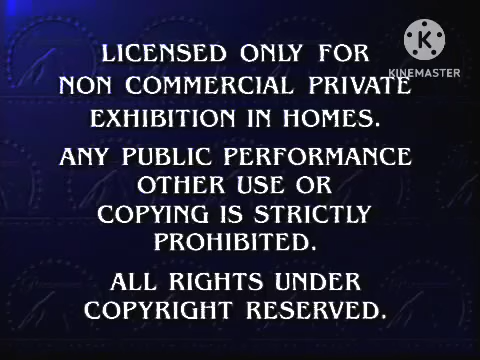 LICENSED ONLY FOR
NON COMMERCIAL PRIVATE
EXHIBITION IN HOMES.
ANY PUBLIC PERFORMANCE
OTHER USE OR
COPYING IS STRICTLY
PROHIBITED.
ALL RIGHTS UNDER
COPYRIGHT RESERVED.
K
KINEMASTER